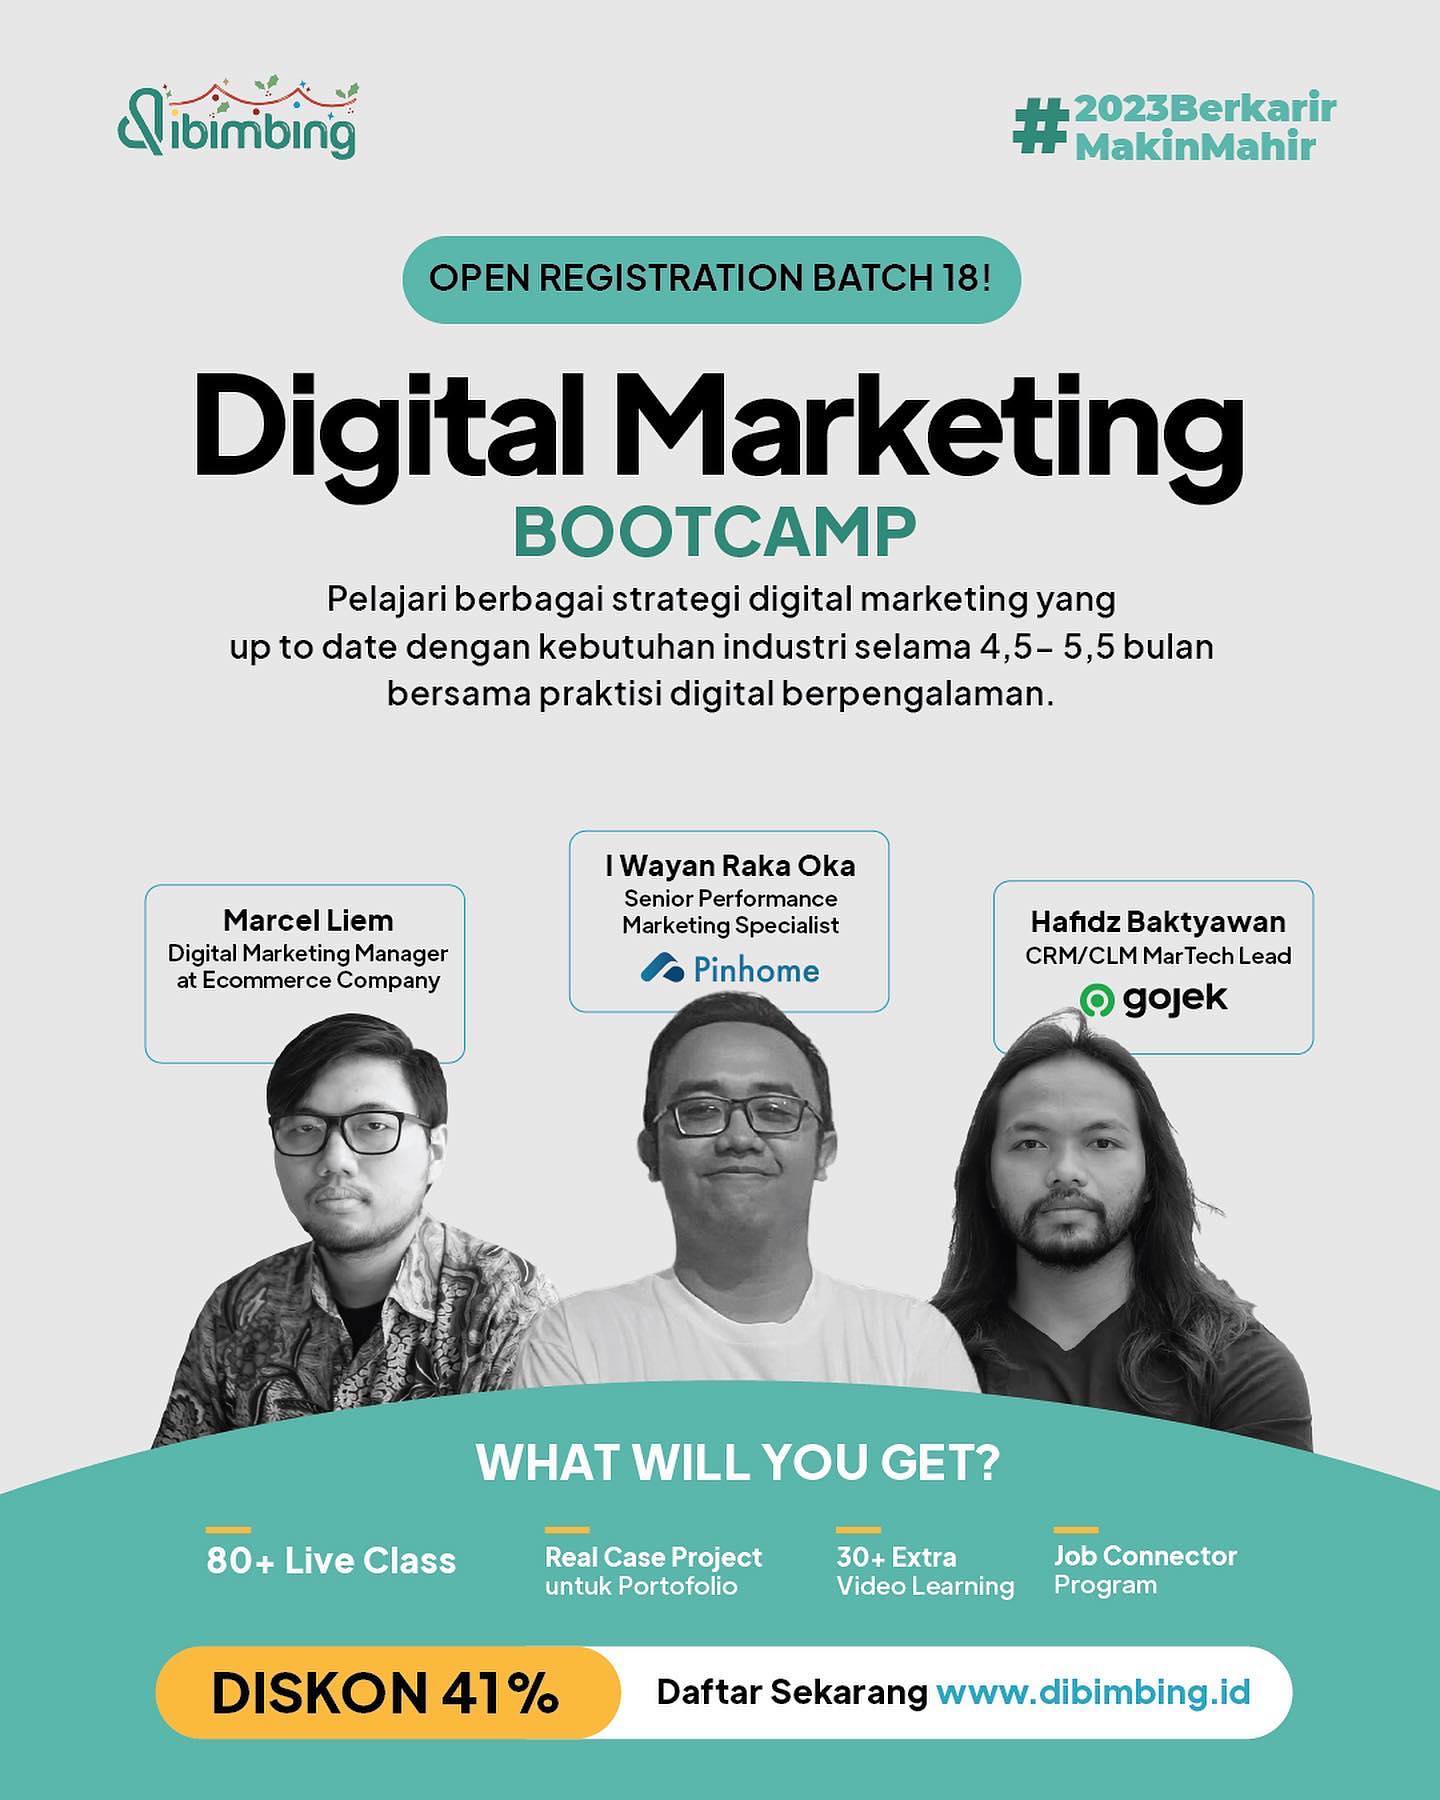 dibimbing
#2023Berkarir
MakinMahir
OPEN REGISTRATION BATCH 18!
Digital Marketing
BOOTCAMP
Pelajari berbagai strategi digital marketing yang
up to date dengan kebutuhan industri selama 4,5– 5,5 bulan
bersama praktisi digital berpengalaman.
Marcel Liem
Digital Marketing Manager
at Ecommerce Company
I Wayan Raka Oka
Senior Performance
Marketing Specialist
Pinhome
Hafidz Baktyawan
CRM/CLM MarTech Lead
gojek
WHAT WILL YOU GET?
80+ Live Class
Real Case Project
untuk Portofolio
30+ Extra
Video Learning
Job Connector
Program
DISKON 41%
Daftar Sekarang www.dibimbing.id